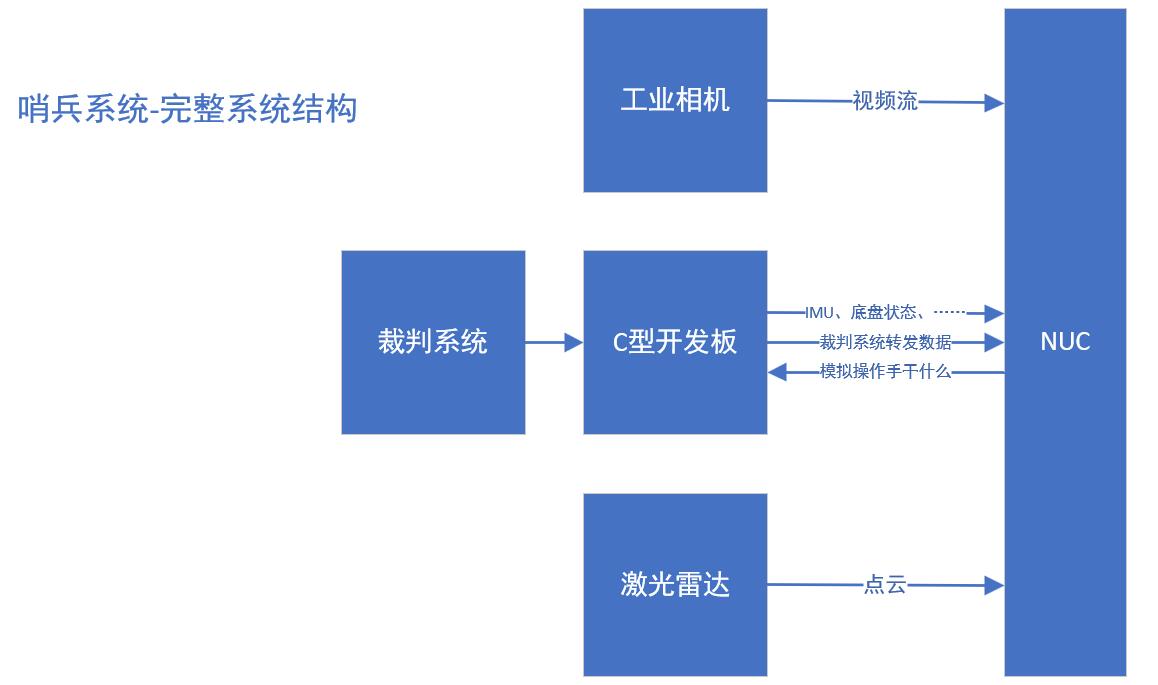 工业相机
视频流
哨兵系统-完整系统结构
裁判系统
C型开发板
IMU、底盘状态、……
裁判系统转发数据
模拟操作手干什么
NUC
激光雷达
点云